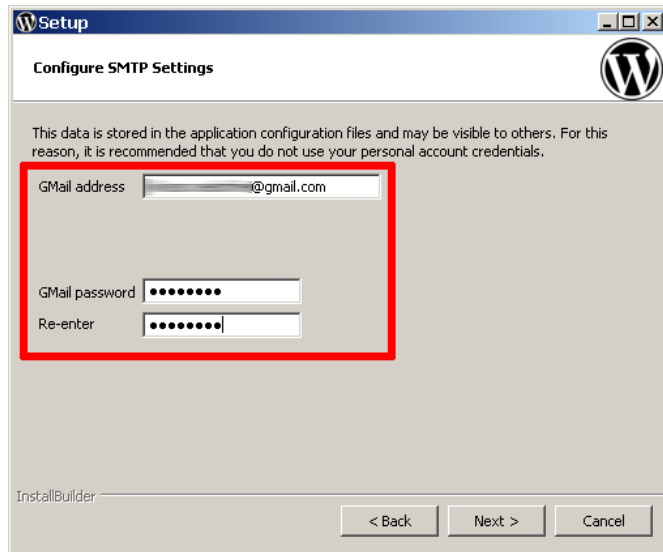 Setup
Configure SMTP Settings
This data is stored in the application configuration files and may be visible to others. For this
reason, it is recommended that you do not use your personal account credentials.
GMail address @gmail.com
GMail password ●●●●●●●●
Re-enter ●●●●●●●●
InstallBuilder
< Back Next > Cancel